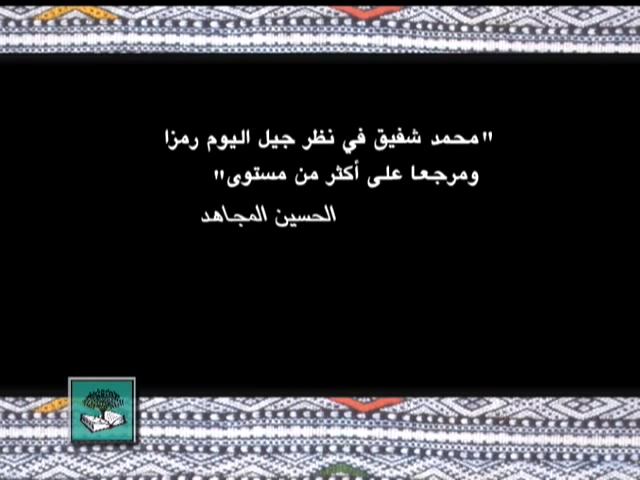 "محمد شفيق في نظر جيل اليوم رمزا
ومرجعا على أكثر من مستوى"
الحسين المجاهد